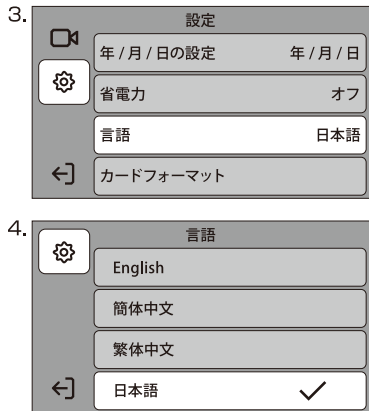 3.
設定
年/月/日の設定 年/月/日
省電力 オフ
言語 日本語
カードフォーマット
4.
言語
English
簡体中文
繁体中文
日本語